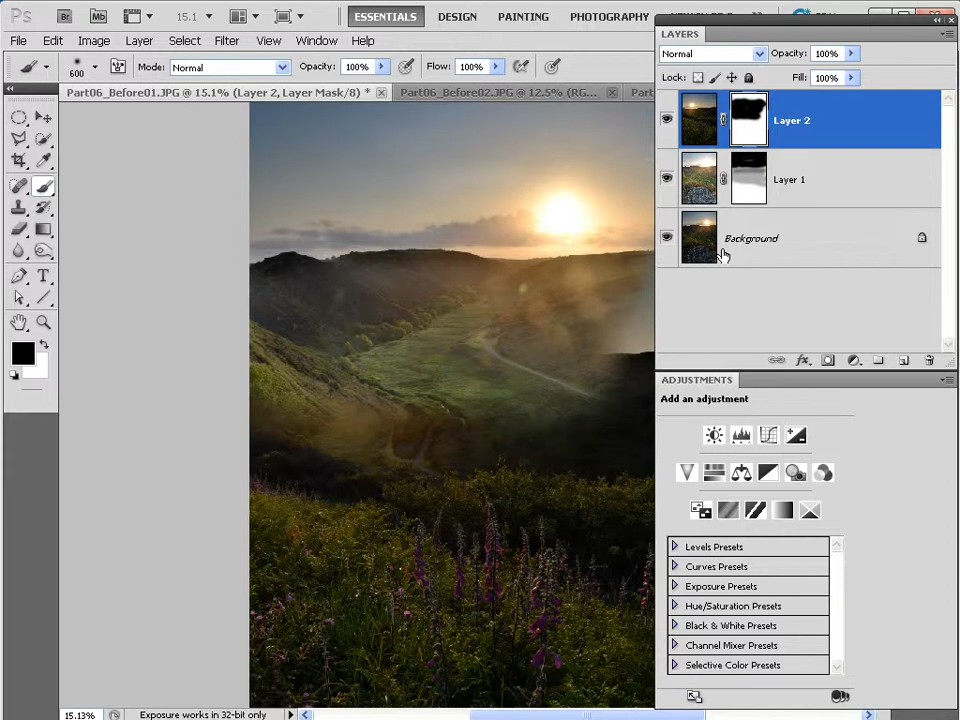 Ps Br Mb 15.1 ESSENTIALS DESIGN PAINTING PHOTOGRAPHY
File Edit Image Layer Select Filter View Window Help
600 Mode: Normal Opacity: 100% Flow: 100%
Part06_Before01.JPG @ 15.1% (Layer 2, Layer Mask/8) * Part06_Before02.JPG @ 12.5% (RG... Part
LAYERS
Normal Opacity: 100%
Lock: Fill: 100%
Layer 2
Layer 1
Background
T
fx
ADJUSTMENTS
Add an adjustment
Levels Presets
Curves Presets
Exposure Presets
Hue/Saturation Presets
Black & White Presets
Channel Mixer Presets
Selective Color Presets
15.13% Exposure works in 32-bit only